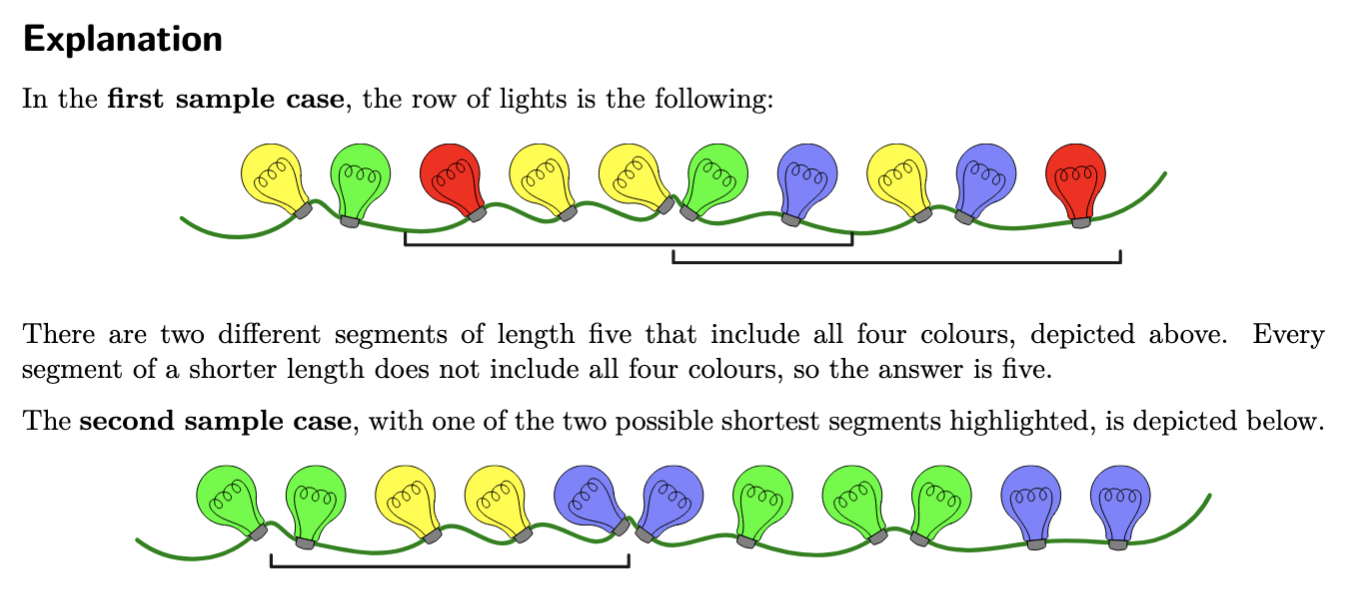 Explanation
In the first sample case, the row of lights is the following:
There are two different segments of length five that include all four colours, depicted above. Every
segment of a shorter length does not include all four colours, so the answer is five.
The second sample case, with one of the two possible shortest segments highlighted, is depicted below.